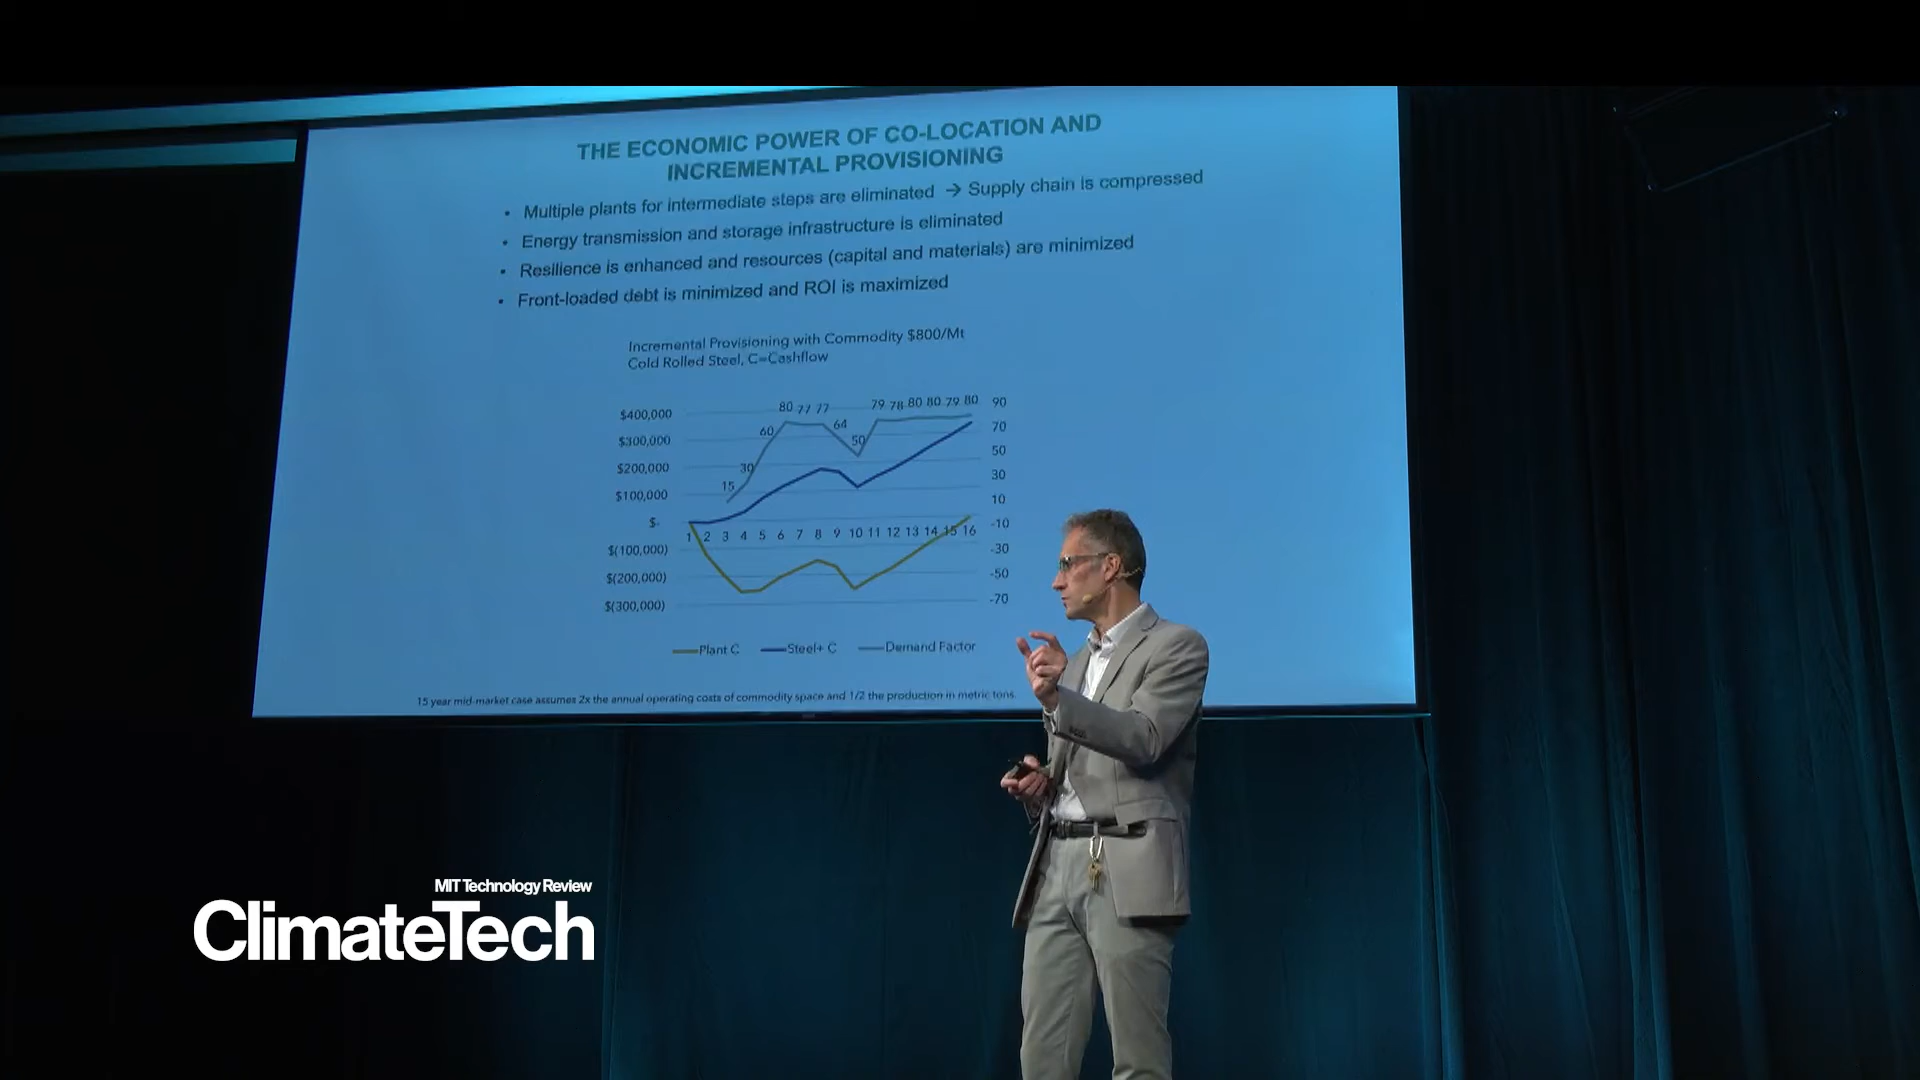 THE ECONOMIC POWER OF CO-LOCATION AND
INCREMENTAL PROVISIONING
• Multiple plants for intermediate steps are eliminated → Supply chain is compressed
• Energy transmission and storage infrastructure is eliminated
• Resilience is enhanced and resources (capital and materials) are minimized
• Front-loaded debt is minimized and ROI is maximized
Incremental Provisioning with Commodity $800/Mt
Cold Rolled Steel, C=Cashflow
$400,000
$300,000
$200,000
$100,000
$-
$(100,000)
$(200,000)
$(300,000)
15 30 60 80 77 77 64 50 79 78 80 80 79 80
1 2 3 4 5 6 7 8 9 10 11 12 13 14 15 16
90
70
50
30
10
-10
-30
-50
-70
Plant C Steel+ C Demand Factor
15 year mid-market case assumes 2x the annual operating costs of commodity space and 1/2 the production in metric tons.
MIT Technology Review
ClimateTech